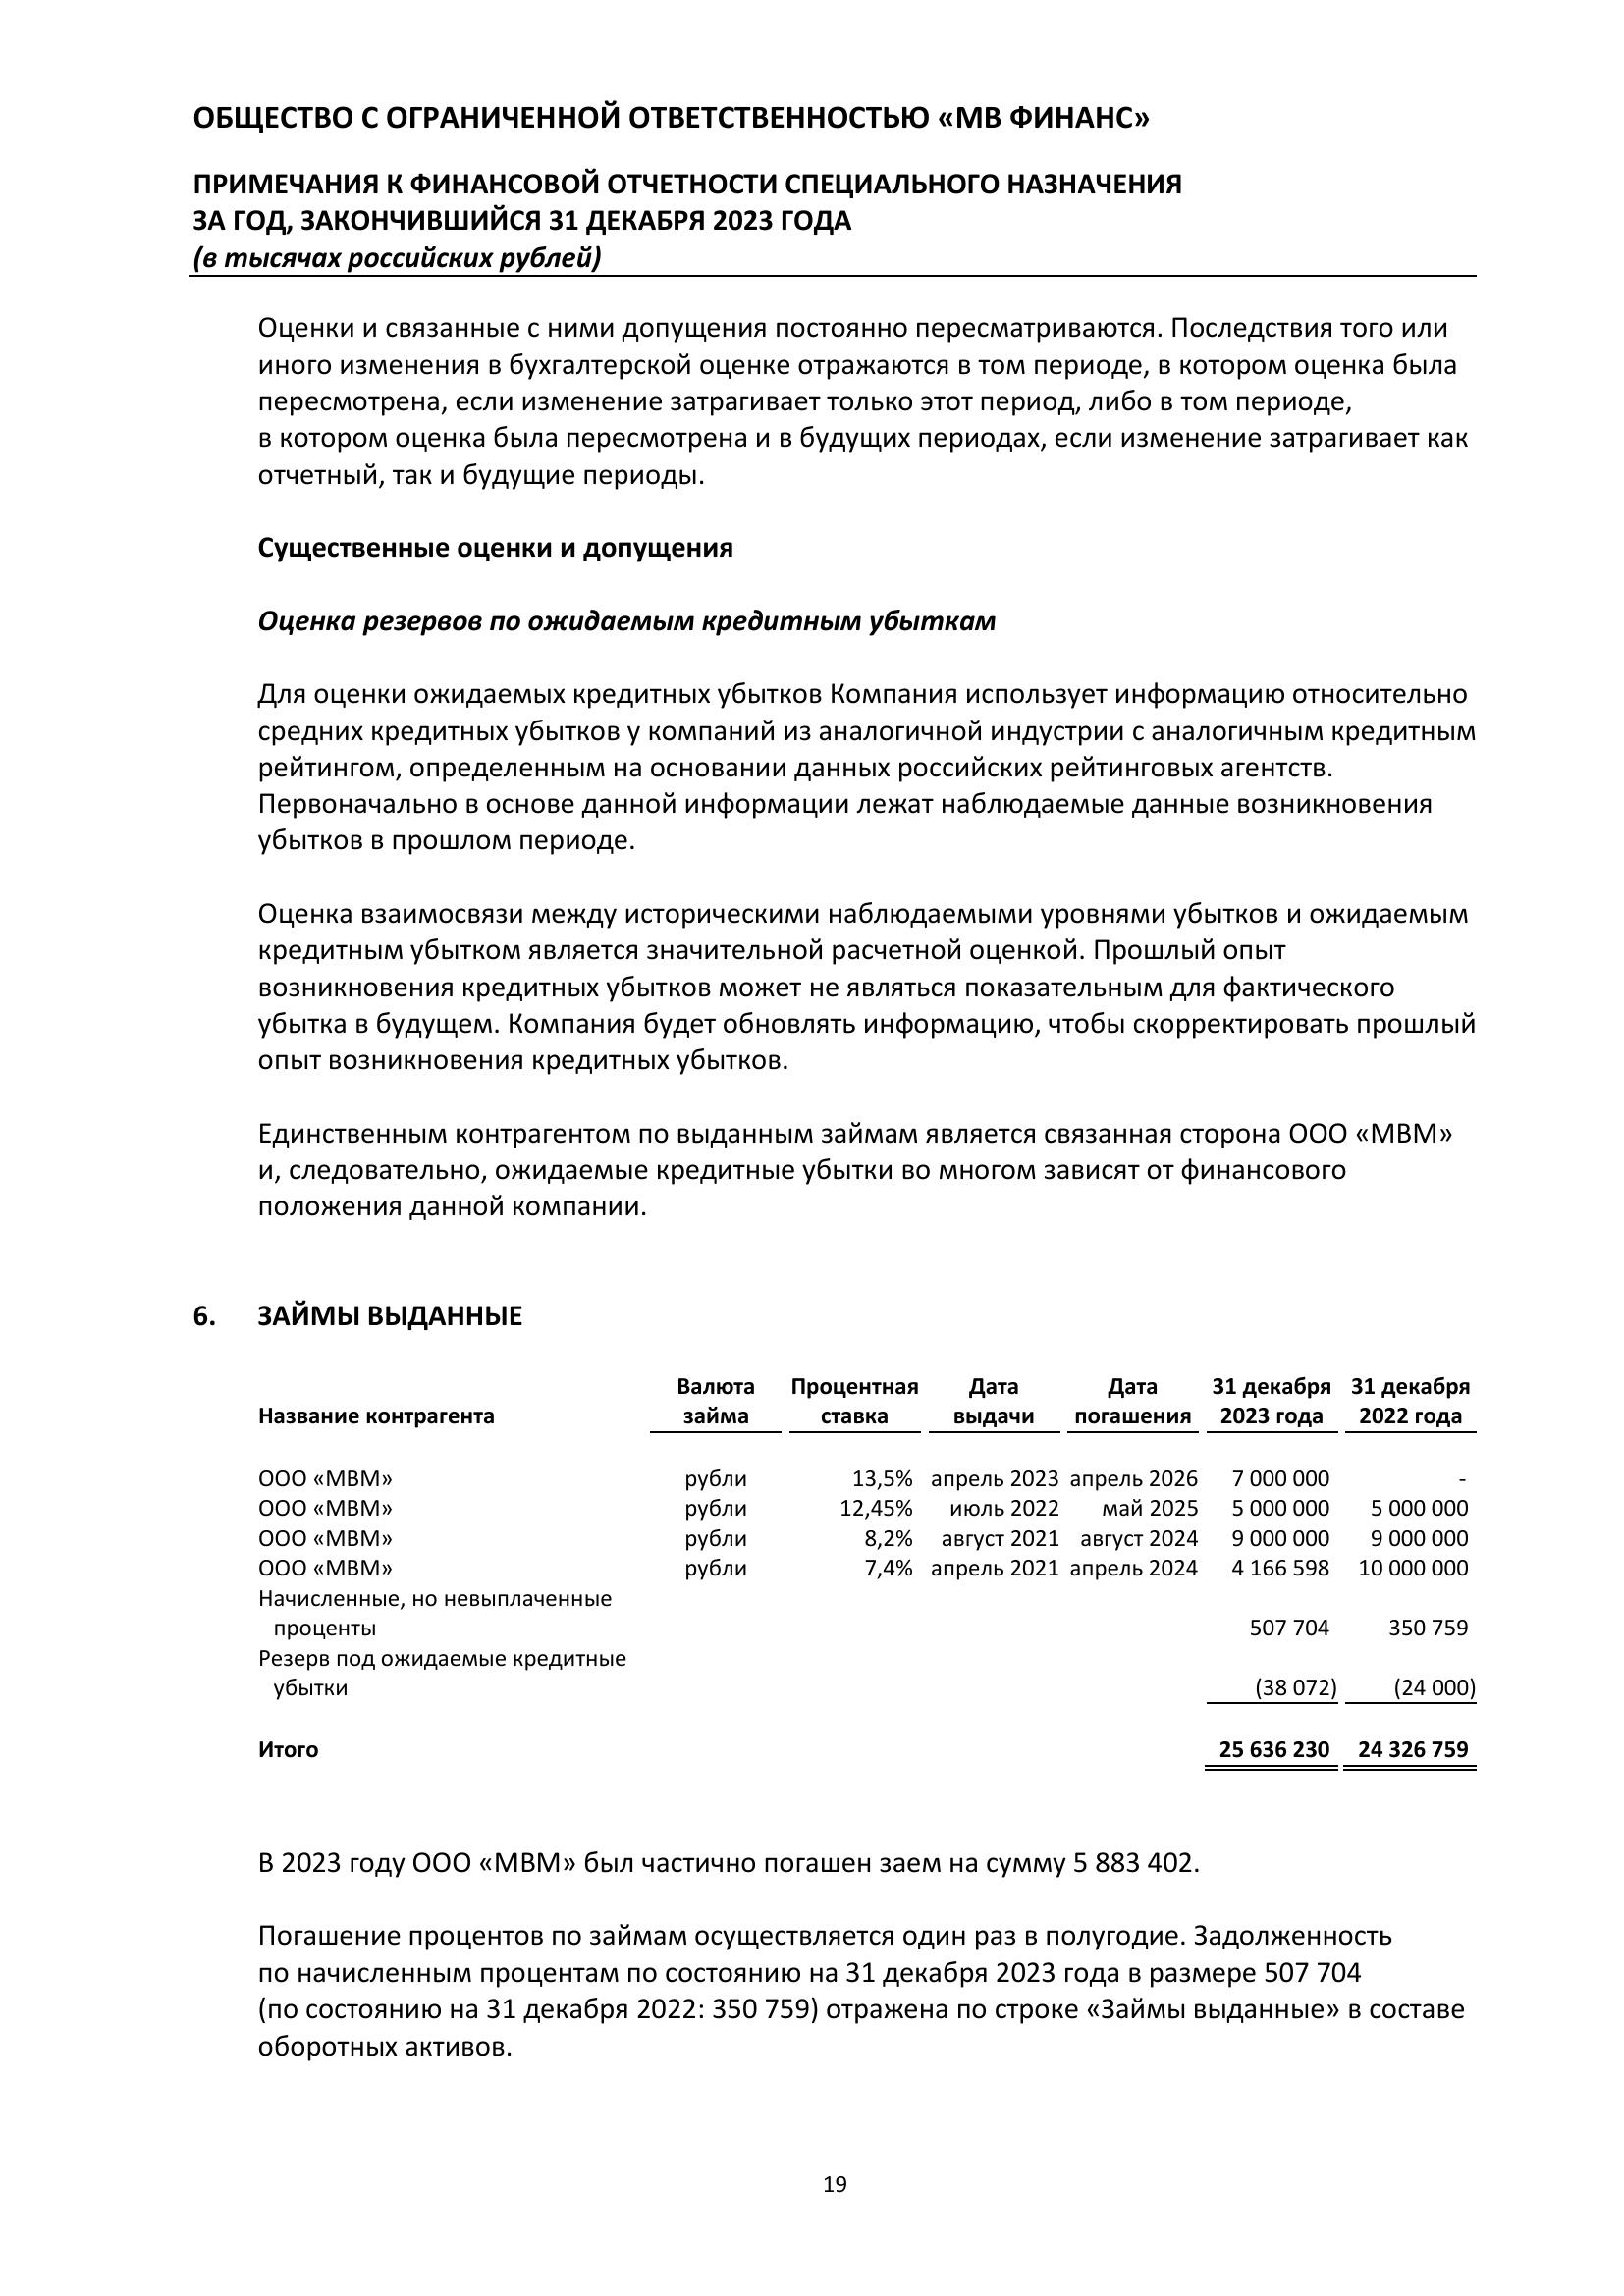 ОБЩЕСТВО С ОГРАНИЧЕННОЙ ОТВЕТСТВЕННОСТЬЮ «МВ ФИНАНС»
ПРИМЕЧАНИЯ К ФИНАНСОВОЙ ОТЧЕТНОСТИ СПЕЦИАЛЬНОГО НАЗНАЧЕНИЯ
ЗА ГОД, ЗАКОНЧИВШИЙСЯ 31 ДЕКАБРЯ 2023 ГОДА
(в тысячах российских рублей)
Оценки и связанные с ними допущения постоянно пересматриваются. Последствия того или
иного изменения в бухгалтерской оценке отражаются в том периоде, в котором оценка была
пересмотрена, если изменение затрагивает только этот период, либо в том периоде,
в котором оценка была пересмотрена и в будущих периодах, если изменение затрагивает как
отчетный, так и будущие периоды.
Существенные оценки и допущения
Оценка резервов по ожидаемым кредитным убыткам
Для оценки ожидаемых кредитных убытков Компания использует информацию относительно
средних кредитных убытков у компаний из аналогичной индустрии с аналогичным кредитным
рейтингом, определенным на основании данных российских рейтинговых агентств.
Первоначально в основе данной информации лежат наблюдаемые данные возникновения
убытков в прошлом периоде.
Оценка взаимосвязи между историческими наблюдаемыми уровнями убытков и ожидаемым
кредитным убытком является значительной расчетной оценкой. Прошлый опыт
возникновения кредитных убытков может не являться показательным для фактического
убытка в будущем. Компания будет обновлять информацию, чтобы скорректировать прошлый
опыт возникновения кредитных убытков.
Единственным контрагентом по выданным займам является связанная сторона ООО «МВМ»
и, следовательно, ожидаемые кредитные убытки во многом зависят от финансового
положения данной компании.
6. ЗАЙМЫ ВЫДАННЫЕ
Валюта Процентная Дата Дата 31 декабря 31 декабря
Название контрагента займа ставка выдачи погашения 2023 года 2022 года
ООО «МВМ» рубли 13,5% апрель 2023 апрель 2026 7 000 000 -
ООО «МВМ» рубли 12,45% июль 2022 май 2025 5 000 000 5 000 000
ООО «МВМ» рубли 8,2% август 2021 август 2024 9 000 000 9 000 000
ООО «МВМ» рубли 7,4% апрель 2021 апрель 2024 4 166 598 10 000 000
Начисленные, но невыплаченные
проценты 507 704 350 759
Резерв под ожидаемые кредитные
убытки (38 072) (24 000)
Итого 25 636 230 24 326 759
В 2023 году ООО «МВМ» был частично погашен заем на сумму 5 883 402.
Погашение процентов по займам осуществляется один раз в полугодие. Задолженность
по начисленным процентам по состоянию на 31 декабря 2023 года в размере 507 704
(по состоянию на 31 декабря 2022: 350 759) отражена по строке «Займы выданные» в составе
оборотных активов.
19